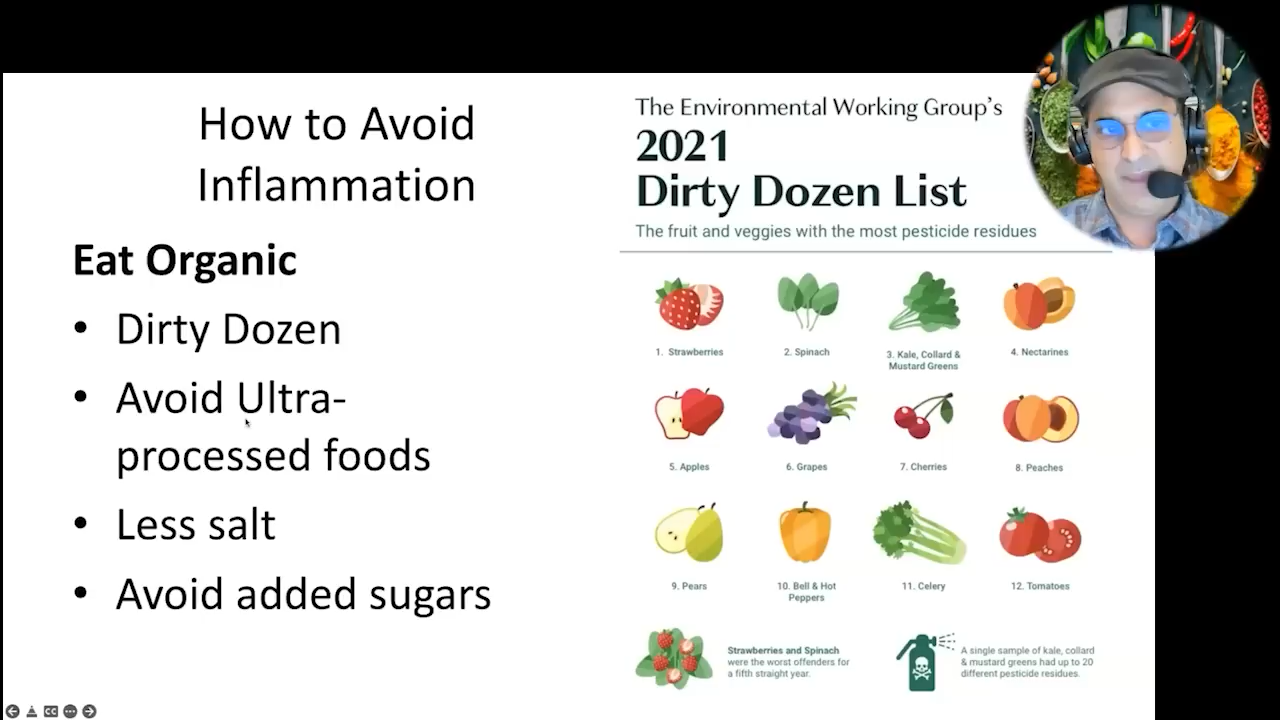 How to Avoid
Inflammation
Eat Organic
• Dirty Dozen
• Avoid Ultra-
processed foods
• Less salt
• Avoid added sugars
The Environmental Working Group's
2021
Dirty Dozen List
The fruit and veggies with the most pesticide residues
1. Strawberries
2. Spinach
3. Kale, Collard &
Mustard Greens
4. Nectarines
5. Apples
6. Grapes
7. Cherries
8. Peaches
9. Pears
10. Bell & Hot
Peppers
11. Celery
12. Tomatoes
Strawberries and Spinach
were the worst offenders for
a fifth straight year.
A single sample of kale, collard
& mustard greens had up to 20
different pesticide residues.
CC